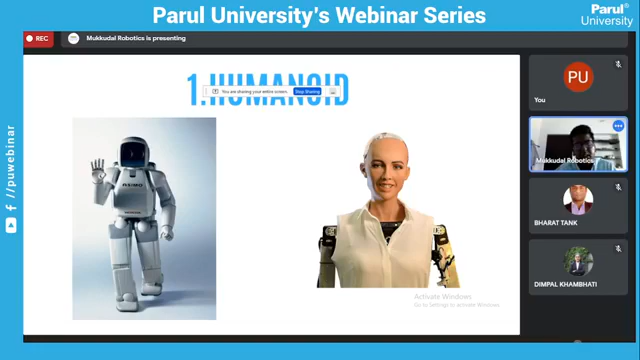 Parul University's Webinar Series
Parul®
University
REC
Mukkudal Robotics is presenting
1.HUMANOID
You are sharing your entire screen.
Stop Sharing
ASIMO
PU
You
Mukkudal Robotics
BHARAT TANK
DIMPAL KHAMBHATI
Activate Windows
Go to Settings to activate Windows.
//puwebinar